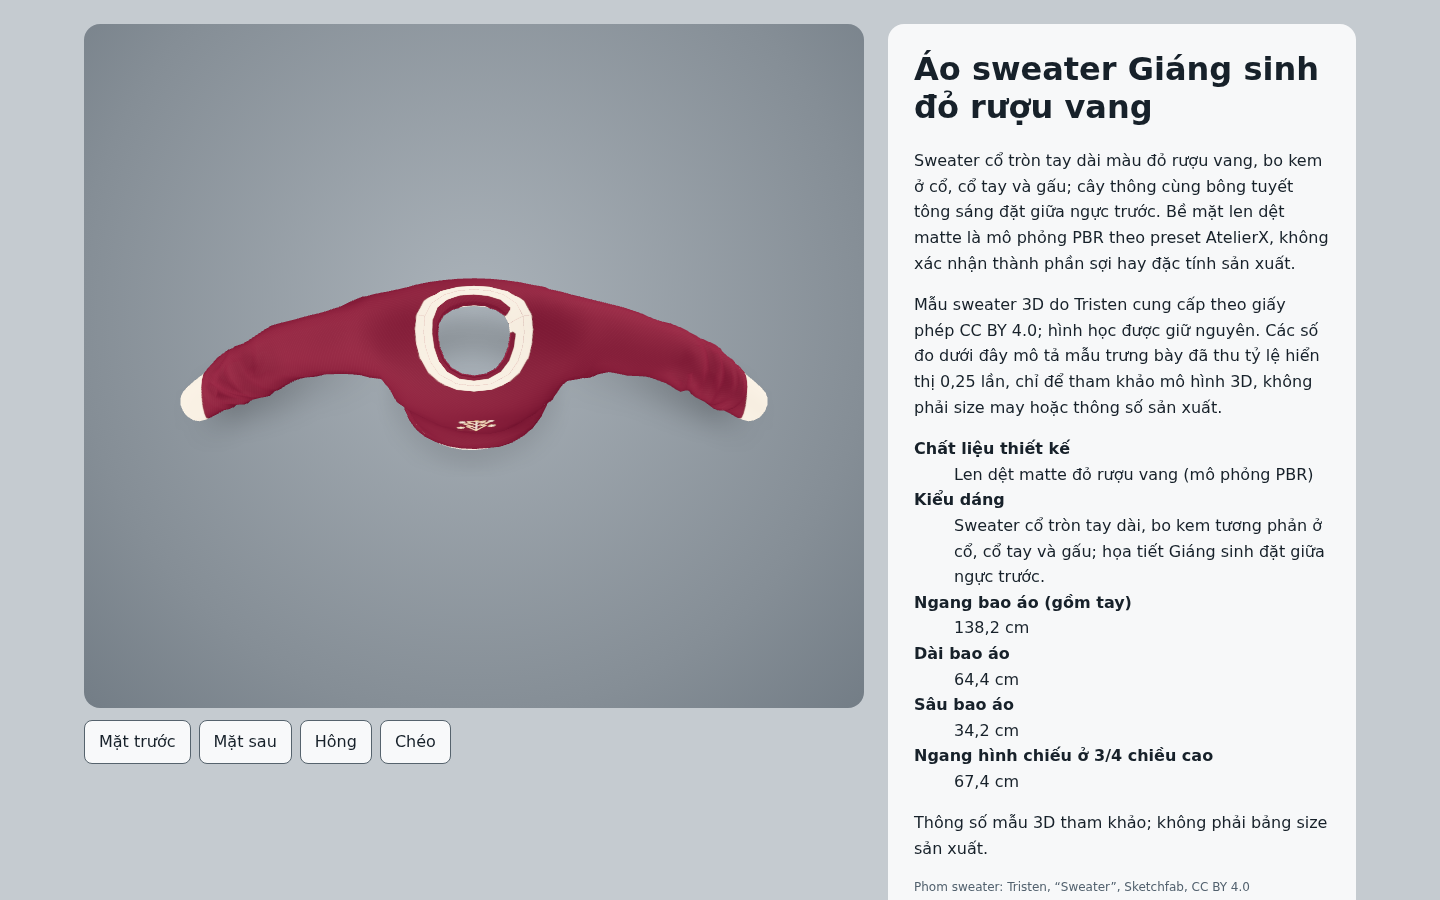 Áo sweater Giáng sinh
đỏ rượu vang
Sweater cổ tròn tay dài màu đỏ rượu vang, bo kem
ở cổ, cổ tay và gấu; cây thông cùng bông tuyết
tông sáng đặt giữa ngực trước. Bề mặt len dệt
matte là mô phỏng PBR theo preset AtelierX, không
xác nhận thành phần sợi hay đặc tính sản xuất.
Mẫu sweater 3D do Tristen cung cấp theo giấy
phép CC BY 4.0; hình học được giữ nguyên. Các số
đo dưới đây mô tả mẫu trưng bày đã thu tỷ lệ hiển
thị 0,25 lần, chỉ để tham khảo mô hình 3D, không
phải size may hoặc thông số sản xuất.
Chất liệu thiết kế
Len dệt matte đỏ rượu vang (mô phỏng PBR)
Kiểu dáng
Sweater cổ tròn tay dài, bo kem tương phản ở
cổ, cổ tay và gấu; họa tiết Giáng sinh đặt giữa
ngực trước.
Ngang bao áo (gồm tay)
138,2 cm
Dài bao áo
64,4 cm
Sâu bao áo
34,2 cm
Ngang hình chiếu ở 3/4 chiều cao
67,4 cm
Thông số mẫu 3D tham khảo; không phải bảng size
sản xuất.
Phom sweater: Tristen, “Sweater”, Sketchfab, CC BY 4.0
Mặt trước
Mặt sau
Hông
Chéo